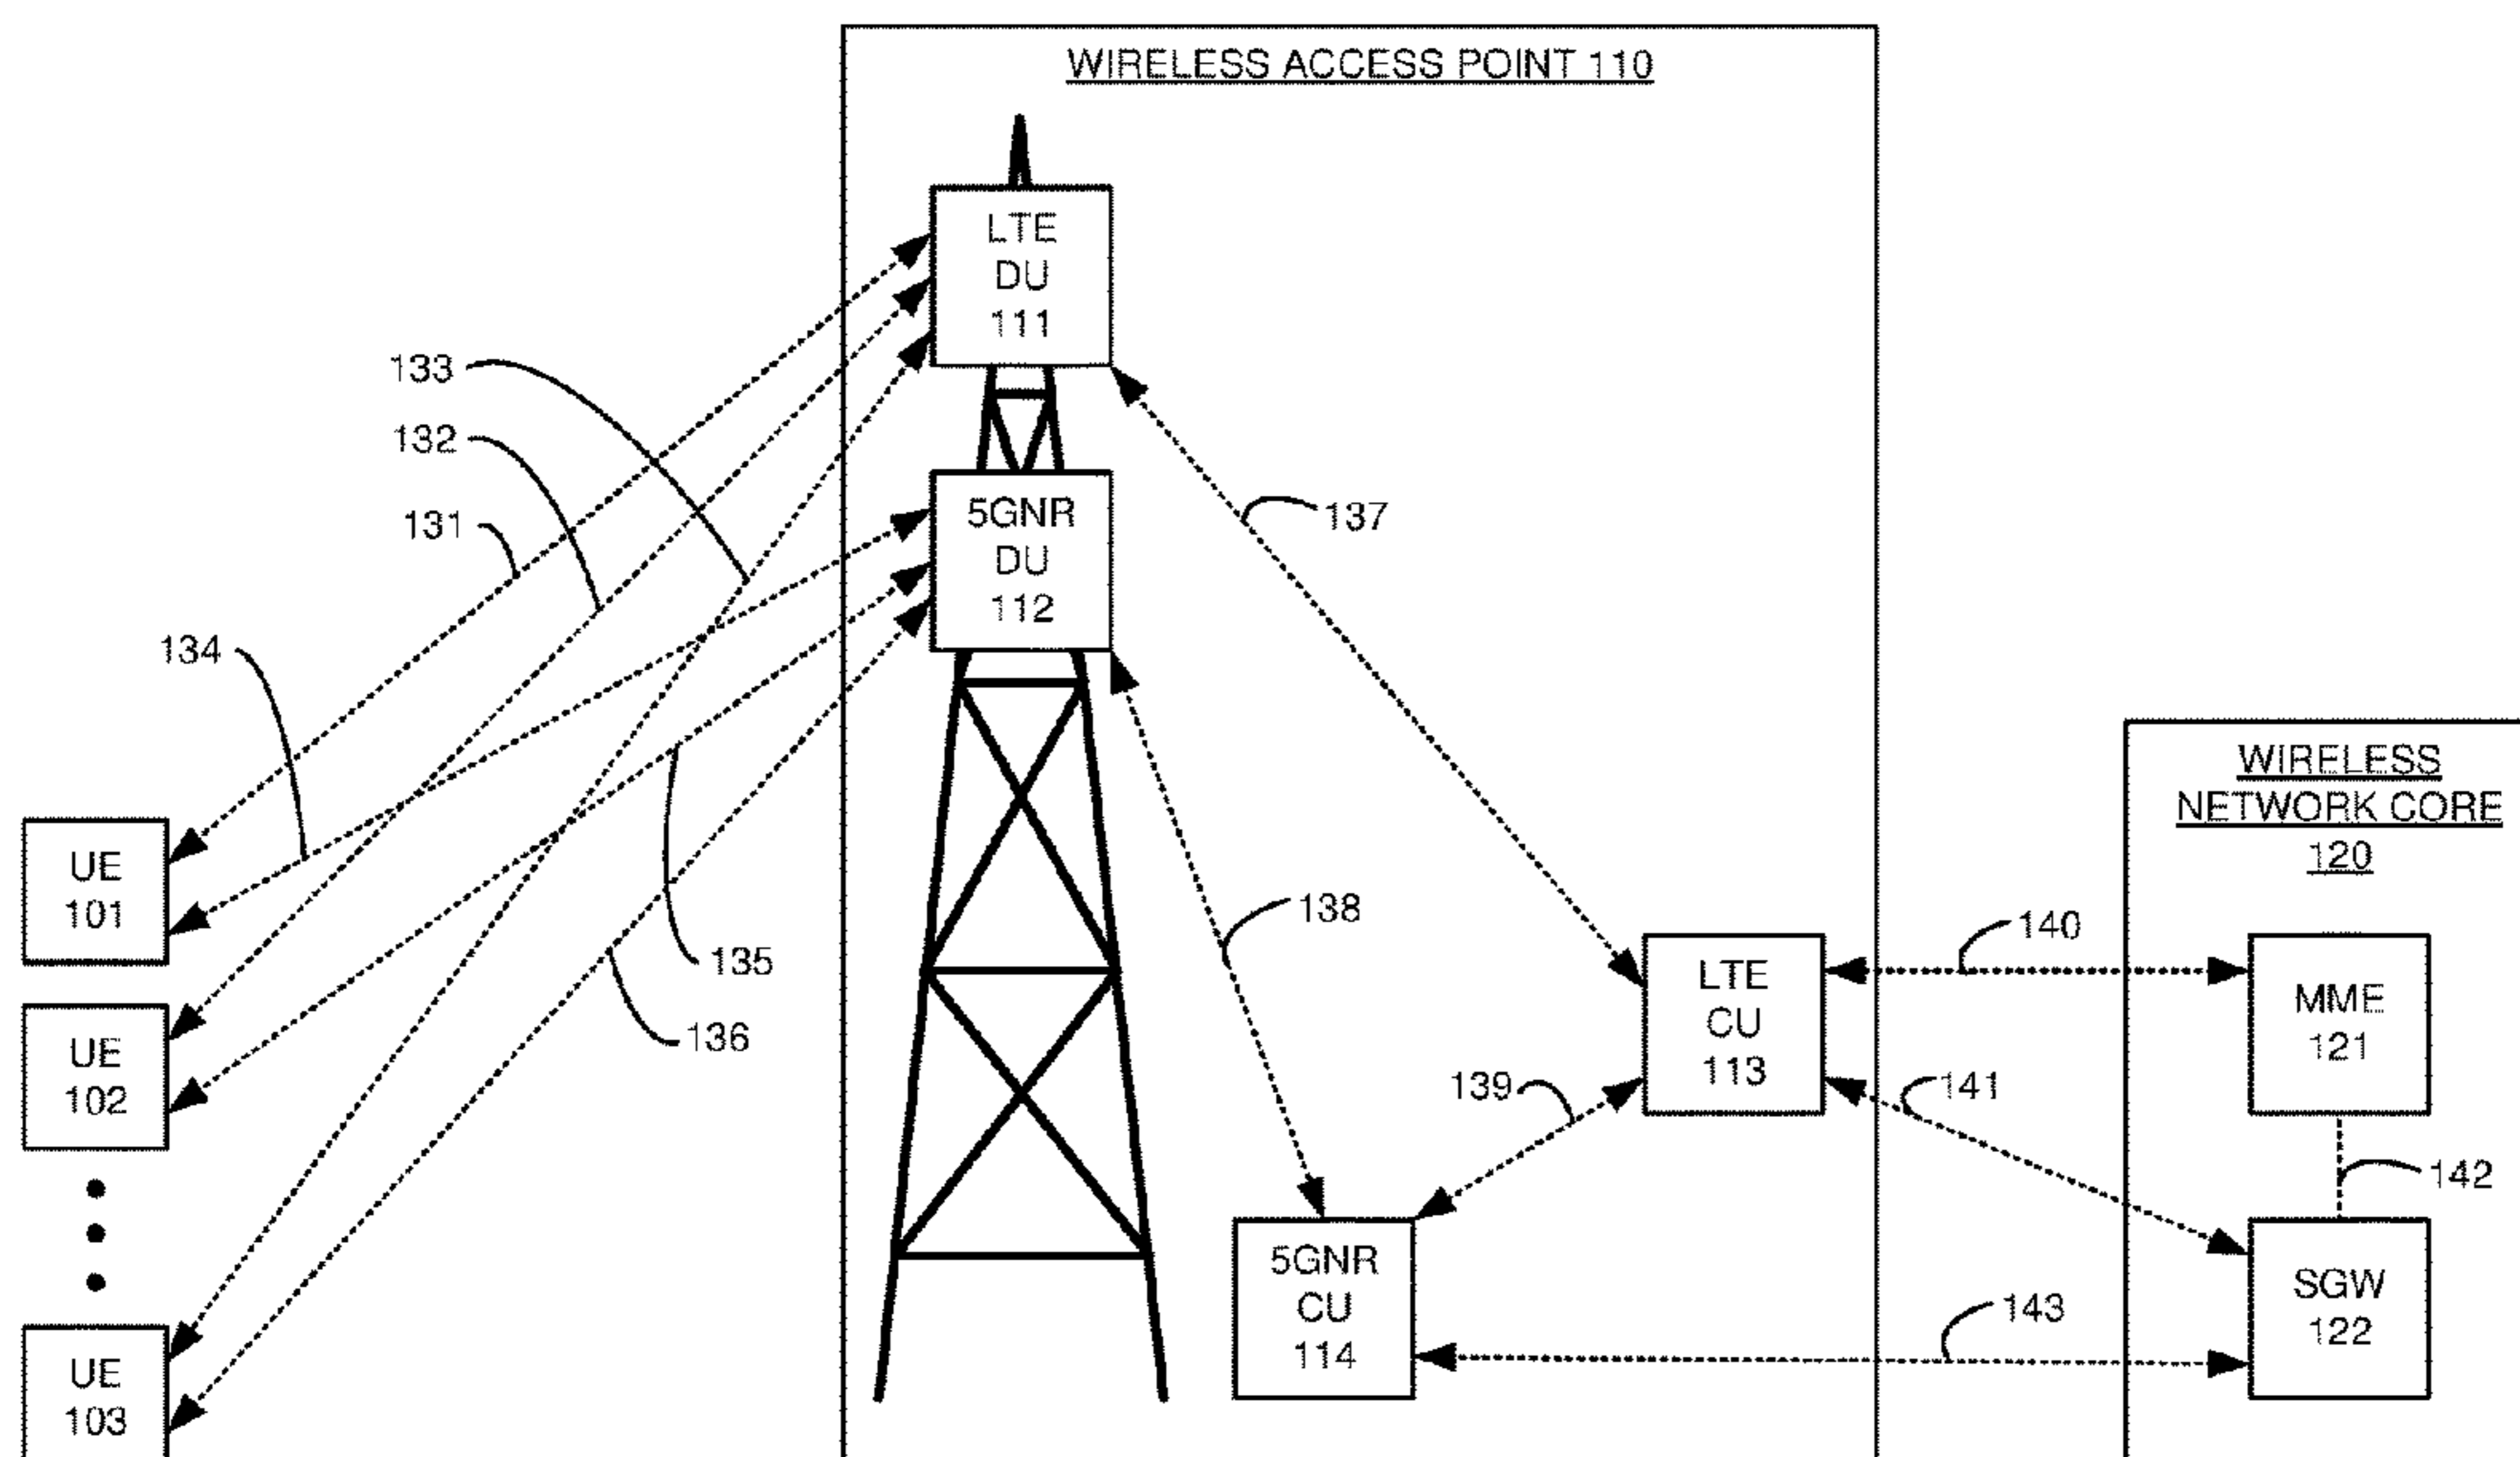 WIRELESS ACCESS POINT 110
LTE
DU
111
133
132
131
5GNR
DU
112
137
134
WIRELESS
NETWORK CORE
120
UE
101
138
135
140
LTE
CU
113
MME
121
136
UE
102
139
141
142
5GNR
CU
114
SGW
122
143
UE
103